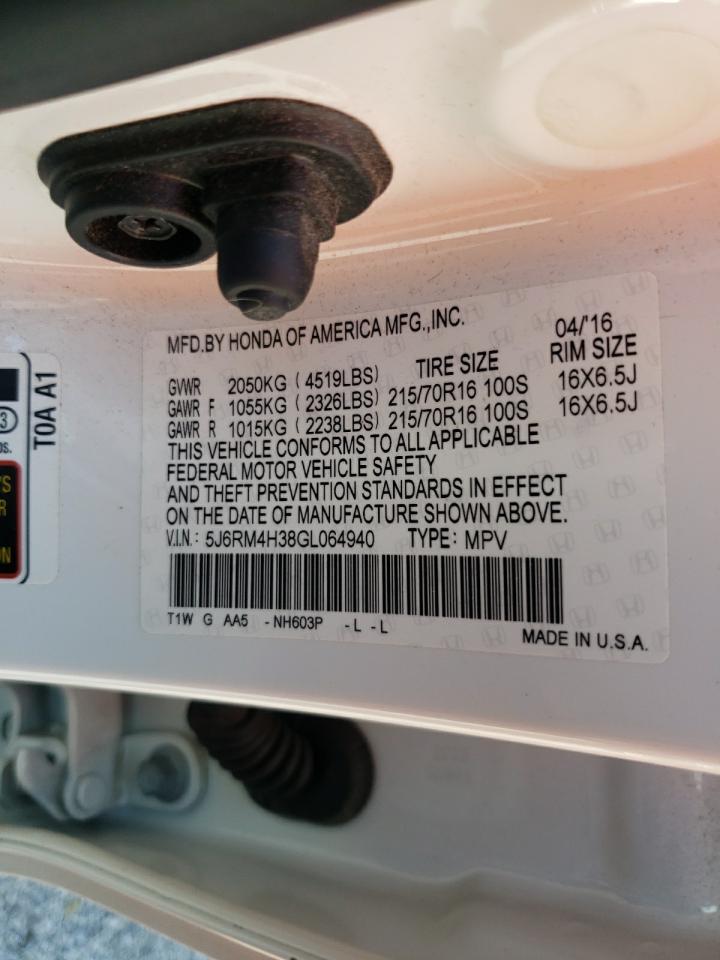 MFD.BY HONDA OF AMERICA MFG.,INC. 04/'16
TIRE SIZE RIM SIZE
GVWR 2050KG ( 4519LBS)
GAWR F 1055KG ( 2326LBS) 215/70R16 100S 16X6.5J
GAWR R 1015KG ( 2238LBS) 215/70R16 100S 16X6.5J
THIS VEHICLE CONFORMS TO ALL APPLICABLE
FEDERAL MOTOR VEHICLE SAFETY
AND THEFT PREVENTION STANDARDS IN EFFECT
ON THE DATE OF MANUFACTURE SHOWN ABOVE.
V.I.N.: 5J6RM4H38GL064940 TYPE: MPV
T1W G AA5 - NH603P - L - L
MADE IN U.S.A.
T0A A1